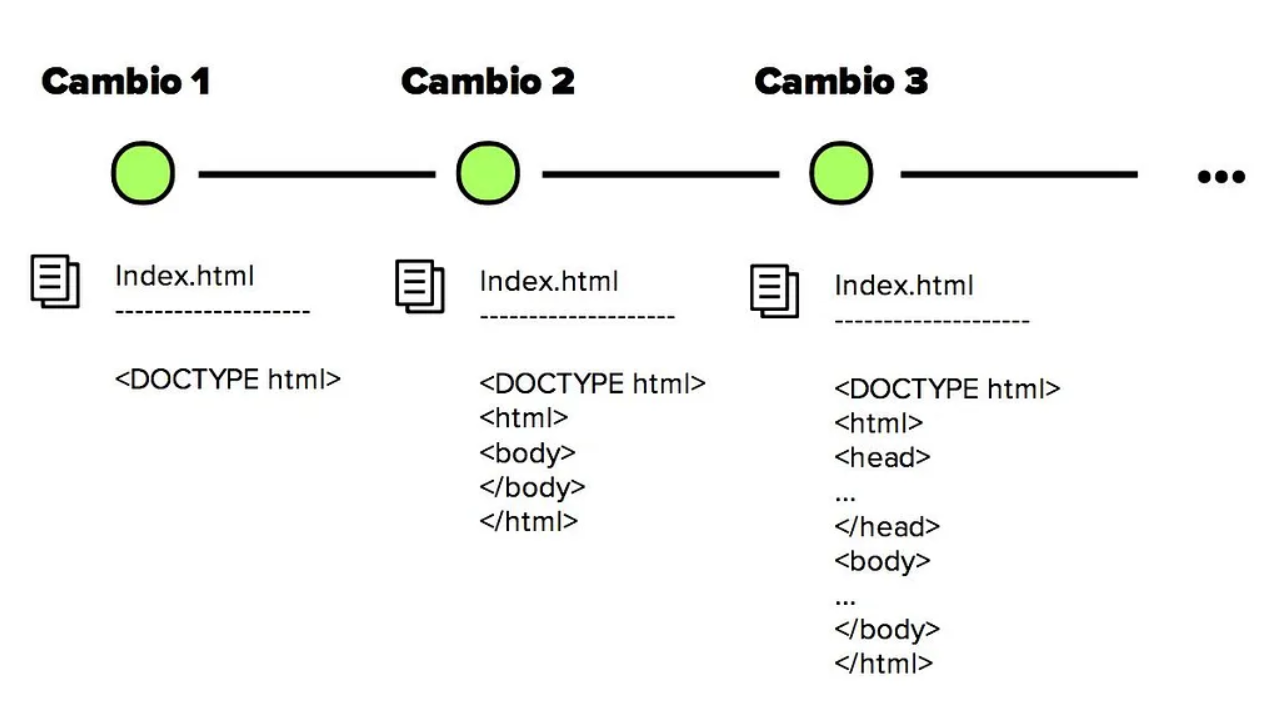 Cambio 1
Cambio 2
Cambio 3
...
Index.html
--------------------
<DOCTYPE html>
Index.html
--------------------
<DOCTYPE html>
<html>
<body>
</body>
</html>
Index.html
--------------------
<DOCTYPE html>
<html>
<head>
...
</head>
<body>
...
</body>
</html>